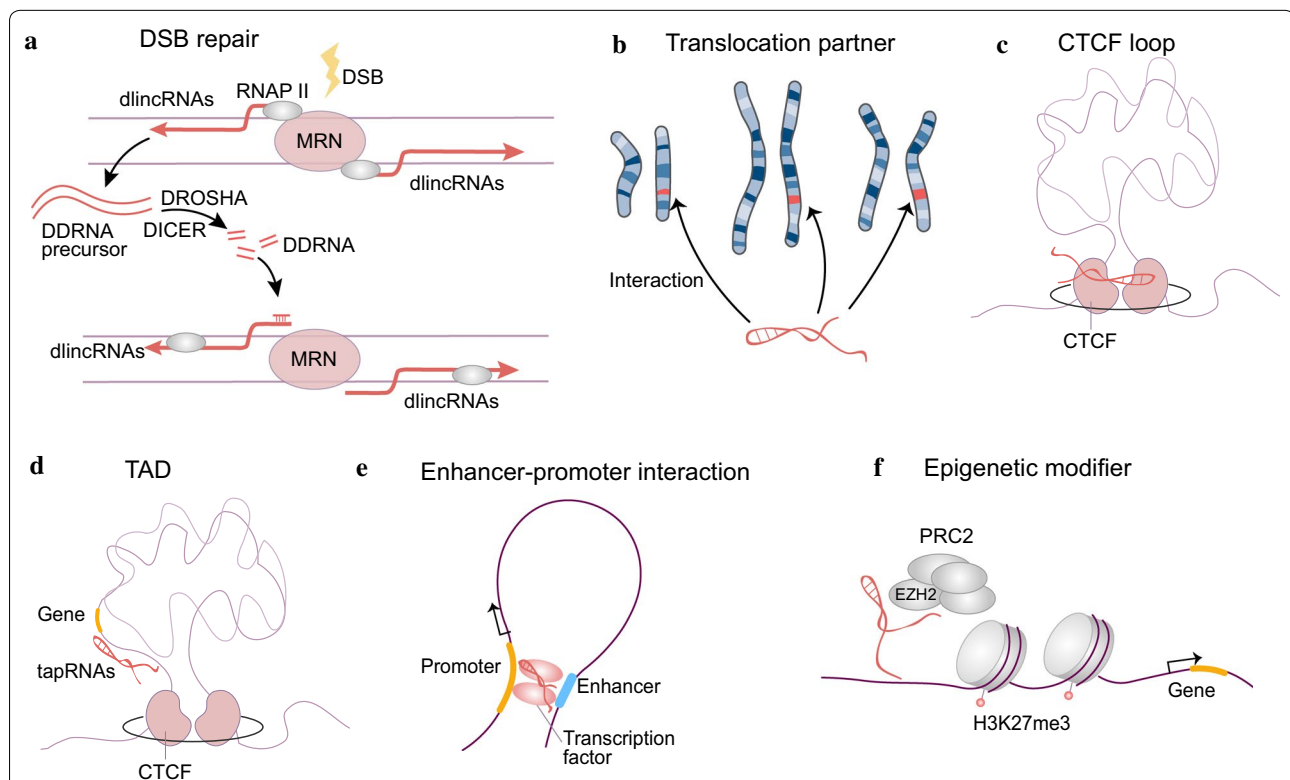 a DSB repair
DSB
RNAP II
dlincRNAs
MRN
dlincRNAs
DROSHA
DICER
DDRNA
precursor
DDRNA
dlincRNAs
MRN
dlincRNAs
b Translocation partner
Interaction
c CTCF loop
CTCF
d TAD
Gene
tapRNAs
CTCF
e Enhancer-promoter interaction
Promoter
Enhancer
Transcription
factor
f Epigenetic modifier
PRC2
EZH2
H3K27me3
Gene